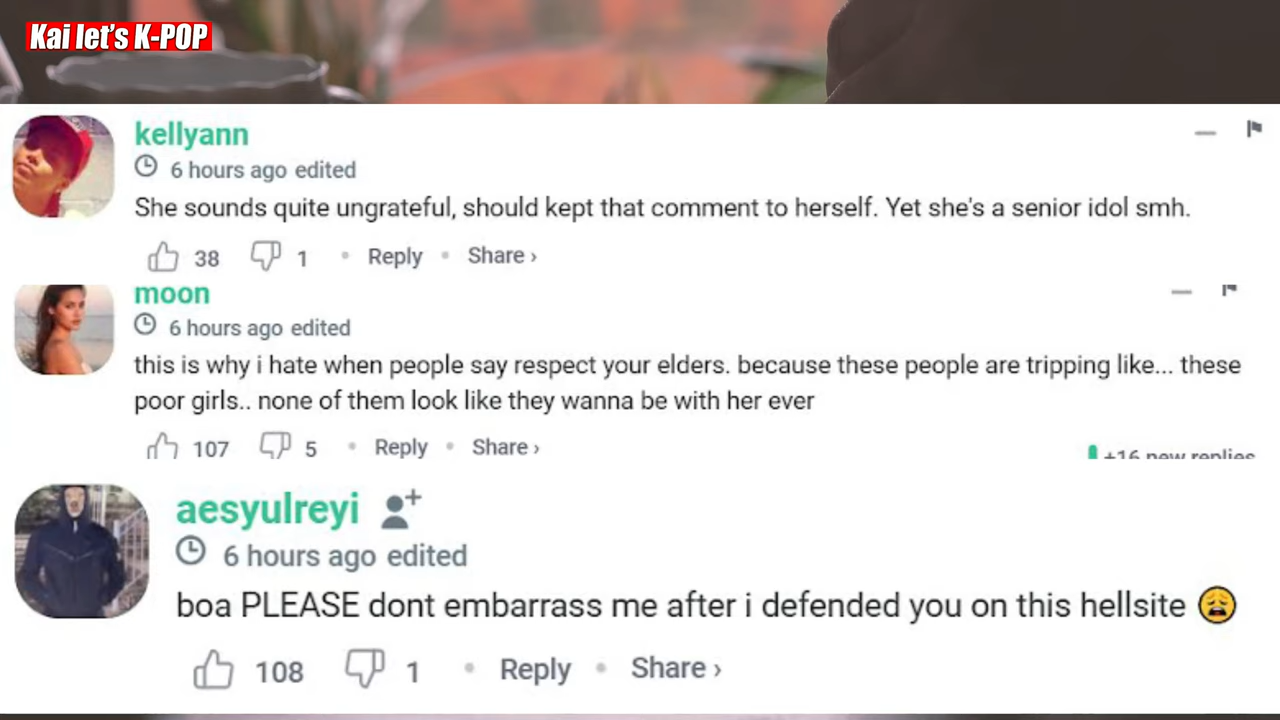 Kai let's K-POP
kellyann
6 hours ago edited
She sounds quite ungrateful, should kept that comment to herself. Yet she's a senior idol smh.
38 1 • Reply • Share ›
moon
6 hours ago edited
this is why i hate when people say respect your elders. because these people are tripping like... these
poor girls.. none of them look like they wanna be with her ever
107 5 • Reply • Share ›
+16 new replies
aesyulreyi
6 hours ago edited
boa PLEASE dont embarrass me after i defended you on this hellsite 😩
108 1 • Reply • Share ›